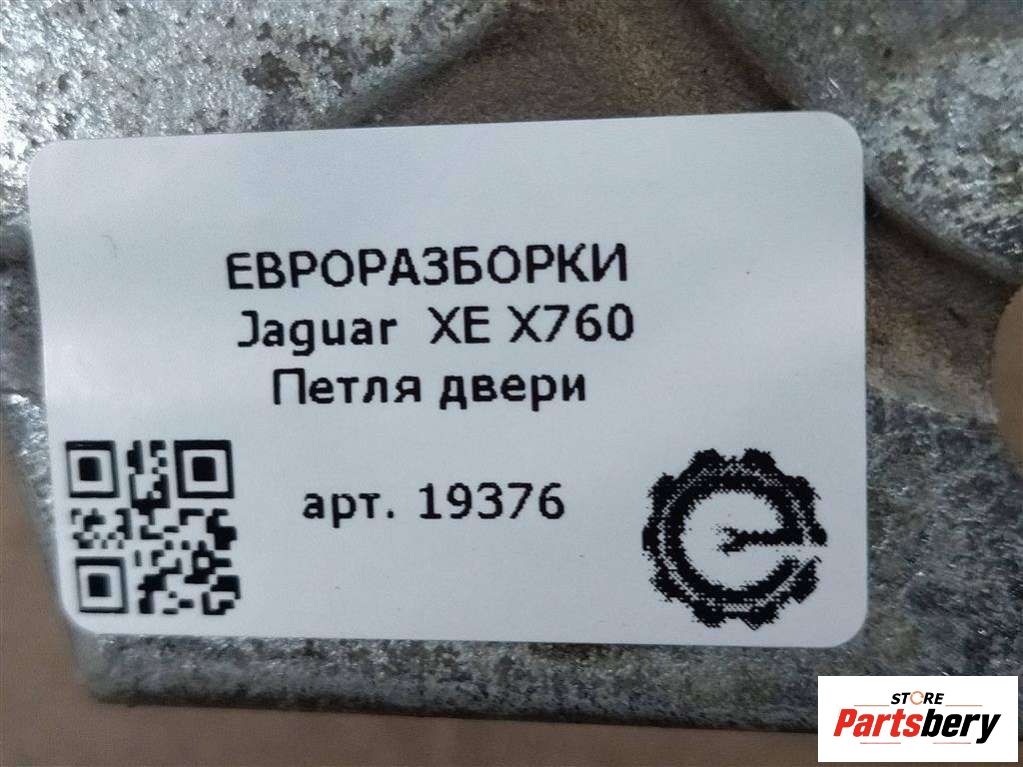 ЕВРОРАЗБОРКИ
Jaguar XE X760
Петля двери
арт. 19376
STORE
Partsbery